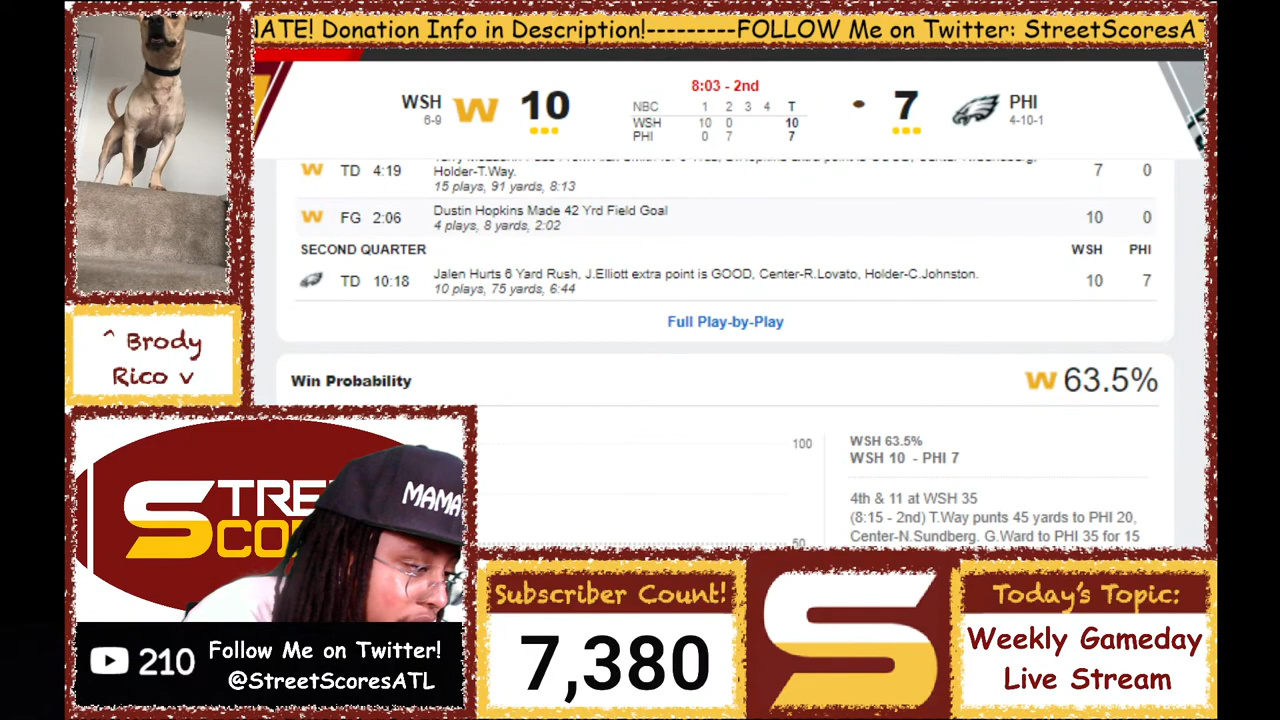 NATE! Donation Info in Description!---------FOLLOW Me on Twitter: StreetScoresAT
WSH
6-9
W
10
8:03 - 2nd
NBC 1 2 3 4 T
WSH 10 0 10
PHI 0 7 7
7
PHI
4-10-1
W TD 4:19
Holder-T.Way.
15 plays, 91 yards, 8:13
7 0
W FG 2:06 Dustin Hopkins Made 42 Yrd Field Goal
4 plays, 8 yards, 2:02
10 0
SECOND QUARTER WSH PHI
TD 10:18 Jalen Hurts 6 Yard Rush, J.Elliott extra point is GOOD, Center-R.Lovato, Holder-C.Johnston.
10 plays, 75 yards, 6:44
10 7
Full Play-by-Play
Win Probability W 63.5%
100
50
WSH 63.5%
WSH 10 - PHI 7
4th & 11 at WSH 35
(8:15 - 2nd) T.Way punts 45 yards to PHI 20,
Center-N.Sundberg. G.Ward to PHI 35 for 15
^ Brody
Rico v
STRE
SCO
MAMA
210
Follow Me on Twitter!
@StreetScoresATL
Subscriber Count!
7,380
S
Today's Topic:
Weekly Gameday
Live Stream